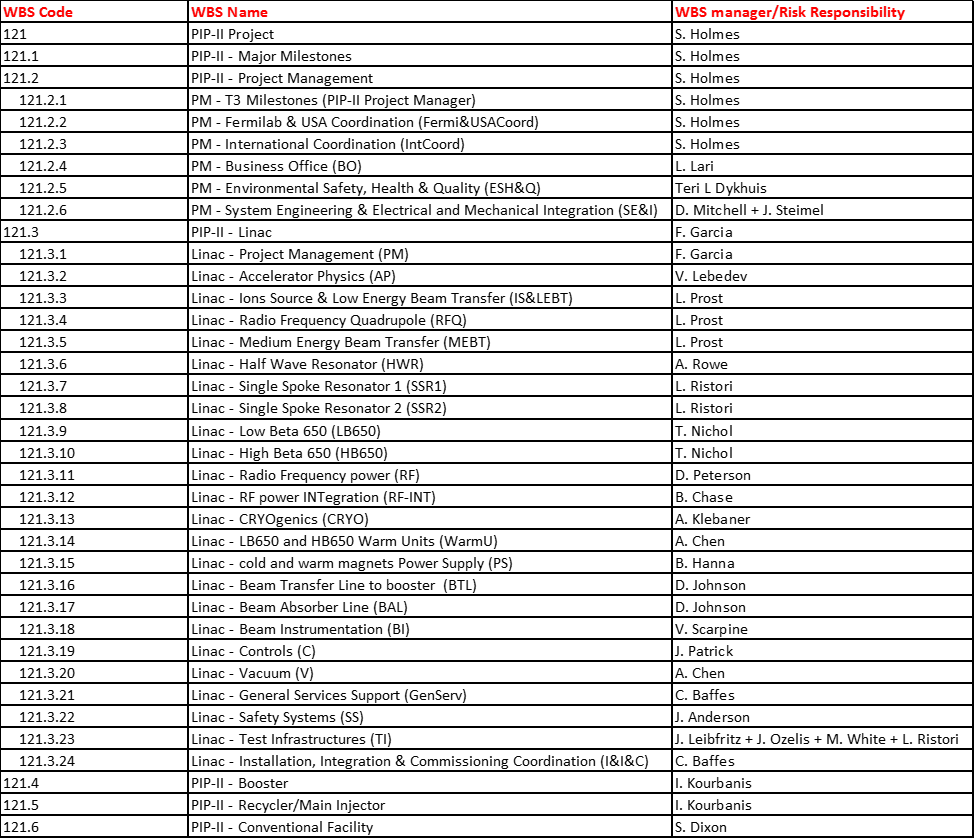 WBS Code WBS Name WBS manager/Risk Responsibility
121 PIP-II Project S. Holmes
121.1 PIP-II - Major Milestones S. Holmes
121.2 PIP-II - Project Management S. Holmes
121.2.1 PM - T3 Milestones (PIP-II Project Manager) S. Holmes
121.2.2 PM - Fermilab & USA Coordination (Fermi&USACoord) S. Holmes
121.2.3 PM - International Coordination (IntCoord) S. Holmes
121.2.4 PM - Business Office (BO) L. Lari
121.2.5 PM - Environmental Safety, Health & Quality (ESH&Q) Teri L Dykhuis
121.2.6 PM - System Engineering & Electrical and Mechanical Integration (SE&I) D. Mitchell + J. Steimel
121.3 PIP-II - Linac F. Garcia
121.3.1 Linac - Project Management (PM) F. Garcia
121.3.2 Linac - Accelerator Physics (AP) V. Lebedev
121.3.3 Linac - Ions Source & Low Energy Beam Transfer (IS&LEBT) L. Prost
121.3.4 Linac - Radio Frequency Quadrupole (RFQ) L. Prost
121.3.5 Linac - Medium Energy Beam Transfer (MEBT) L. Prost
121.3.6 Linac - Half Wave Resonator (HWR) A. Rowe
121.3.7 Linac - Single Spoke Resonator 1 (SSR1) L. Ristori
121.3.8 Linac - Single Spoke Resonator 2 (SSR2) L. Ristori
121.3.9 Linac - Low Beta 650 (LB650) T. Nichol
121.3.10 Linac - High Beta 650 (HB650) T. Nichol
121.3.11 Linac - Radio Frequency power (RF) D. Peterson
121.3.12 Linac - RF power INTegration (RF-INT) B. Chase
121.3.13 Linac - CRYOgenics (CRYO) A. Klebaner
121.3.14 Linac - LB650 and HB650 Warm Units (WarmU) A. Chen
121.3.15 Linac - cold and warm magnets Power Supply (PS) B. Hanna
121.3.16 Linac - Beam Transfer Line to booster (BTL) D. Johnson
121.3.17 Linac - Beam Absorber Line (BAL) D. Johnson
121.3.18 Linac - Beam Instrumentation (BI) V. Scarpine
121.3.19 Linac - Controls (C) J. Patrick
121.3.20 Linac - Vacuum (V) A. Chen
121.3.21 Linac - General Services Support (GenServ) C. Baffes
121.3.22 Linac - Safety Systems (SS) J. Anderson
121.3.23 Linac - Test Infrastructures (TI) J. Leibfritz + J. Ozelis + M. White + L. Ristori
121.3.24 Linac - Installation, Integration & Commissioning Coordination (I&I&C) C. Baffes
121.4 PIP-II - Booster I. Kourbanis
121.5 PIP-II - Recycler/Main Injector I. Kourbanis
121.6 PIP-II - Conventional Facility S. Dixon